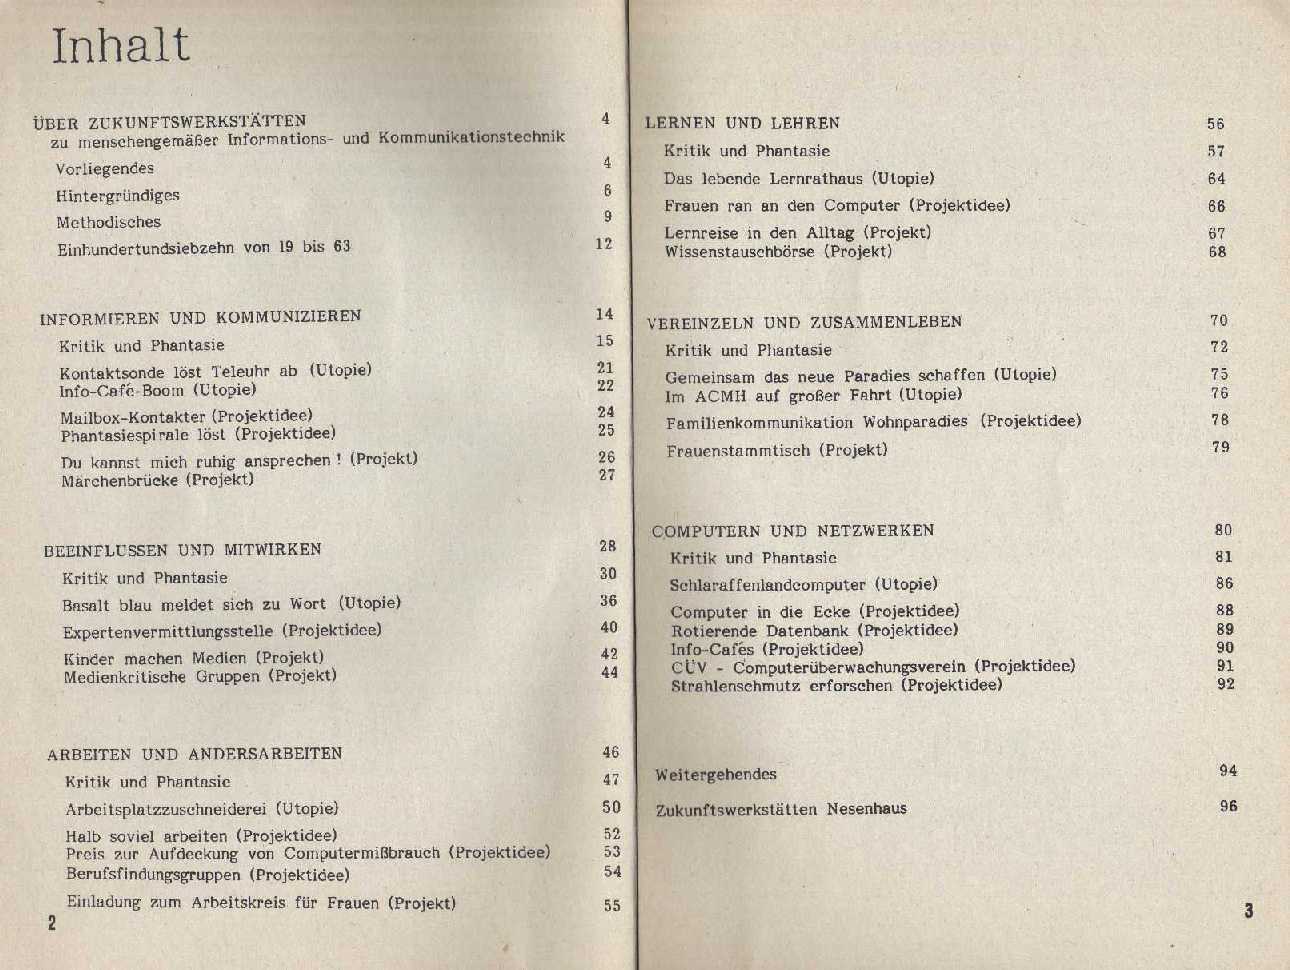 Inhalt
ÜBER ZUKUNFTSWERKSTÄTTEN 4
zu menschengemäßer Informations- und Kommunikationstechnik
Vorliegendes 4
Hintergründiges 6
Methodisches 9
Einhundertundsiebzehn von 19 bis 63 12
INFORMIEREN UND KOMMUNIZIEREN 14
Kritik und Phantasie 15
Kontaktsonde löst Teleuhr ab (Utopie) 21
Info-Café-Boom (Utopie) 22
Mailbox-Kontakter (Projektidee) 24
Phantasiespirale löst (Projektidee) 25
Du kannst mich ruhig ansprechen! (Projekt) 26
Märchenbrücke (Projekt) 27
BEEINFLUSSEN UND MITWIRKEN 28
Kritik und Phantasie 30
Basalt blau meldet sich zu Wort (Utopie) 36
Expertenvermittlungsstelle (Projektidee) 40
Kinder machen Medien (Projekt) 42
Medienkritische Gruppen (Projekt) 44
ARBEITEN UND ANDERSARBEITEN 46
Kritik und Phantasie 47
Arbeitsplatzzuschneiderei (Utopie) 50
Halb soviel arbeiten (Projektidee) 52
Preis zur Aufdeckung von Computermißbrauch (Projektidee) 53
Berufsfindungsgruppen (Projektidee) 54
Einladung zum Arbeitskreis für Frauen (Projekt) 55
2
LERNEN UND LEHREN 56
Kritik und Phantasie 57
Das lebende Lernrathaus (Utopie) 64
Frauen ran an den Computer (Projektidee) 66
Lernreise in den Alltag (Projekt) 67
Wissenstauschbörse (Projekt) 68
VEREINZELN UND ZUSAMMENLEBEN 70
Kritik und Phantasie 72
Gemeinsam das neue Paradies schaffen (Utopie) 75
Im ACMH auf großer Fahrt (Utopie) 76
Familienkommunikation Wohnparadies (Projektidee) 78
Frauenstammtisch (Projekt) 79
COMPUTERN UND NETZWERKEN 80
Kritik und Phantasie 81
Schlaraffenlandcomputer (Utopie) 86
Computer in die Ecke (Projektidee) 88
Rotierende Datenbank (Projektidee) 89
Info-Cafés (Projektidee) 90
CÜV - Computerüberwachungsverein (Projektidee) 91
Strahlenschmutz erforschen (Projektidee) 92
Weitergehendes 94
Zukunftswerkstätten Nesenhaus 96
3